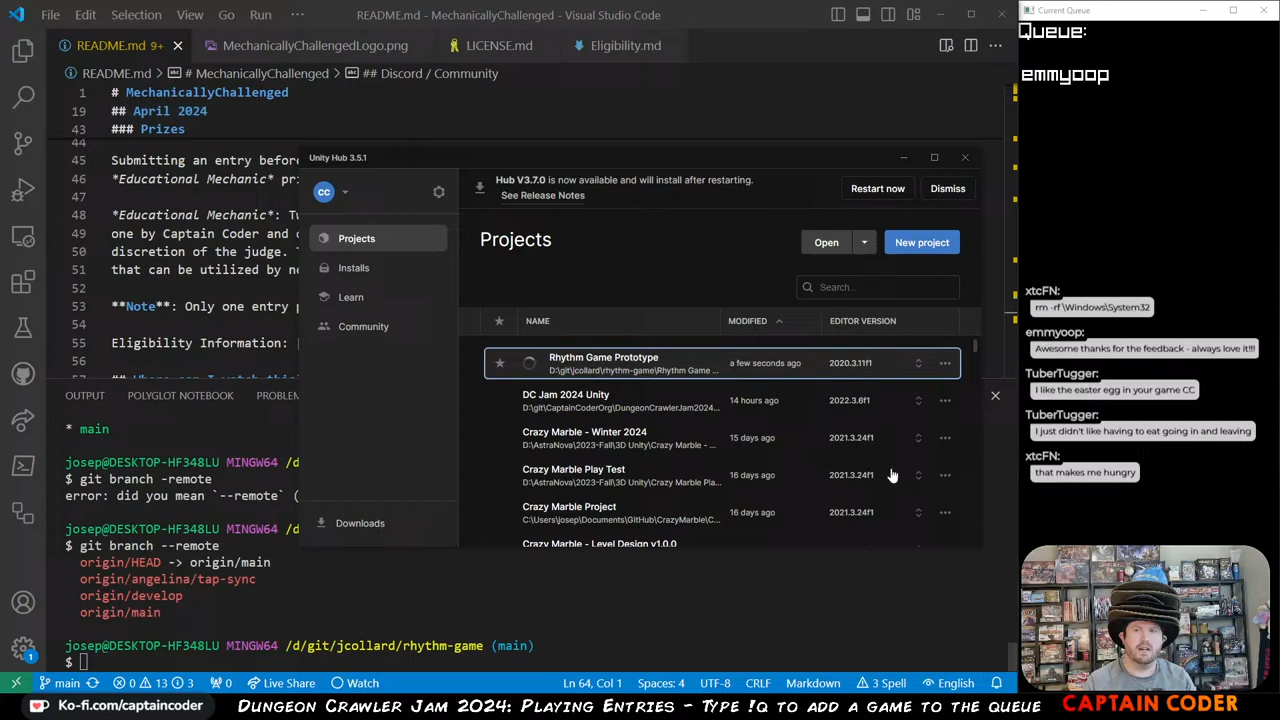 File Edit Selection View Go Run ··· README.md - MechanicallyChallenged - Visual Studio Code
README.md 9+ MechanicallyChallengedLogo.png LICENSE.md Eligibility.md
README.md > # MechanicallyChallenged > ## Discord / Community
1 # MechanicallyChallenged
19 ## April 2024
43 ### Prizes
44
45 Submitting an entry before
46 *Educational Mechanic* pri
47
48 *Educational Mechanic*: Tw
49 one by Captain Coder and o
50 discretion of the judge.
51 that can be utilized by ne
52
53 **Note**: Only one entry p
54
55 Eligibility Information: [
56
OUTPUT POLYGLOT NOTEBOOK PROBLEM
* main
josep@DESKTOP-HF348LU MINGW64 /d
$ git branch -remote
error: did you mean `--remote` (
josep@DESKTOP-HF348LU MINGW64 /d
$ git branch --remote
origin/HEAD -> origin/main
origin/angelina/tap-sync
origin/develop
origin/main
josep@DESKTOP-HF348LU MINGW64 /d/git/jcollard/rhythm-game (main)
$
Unity Hub 3.5.1
CC
Projects
Installs
Learn
Community
Downloads
Hub V3.7.0 is now available and will install after restarting.
See Release Notes
Restart now Dismiss
Projects
Open New project
Search...
NAME MODIFIED EDITOR VERSION
Rhythm Game Prototype a few seconds ago 2020.3.11f1
D:\git\jcollard\rhythm-game\Rhythm Game ...
DC Jam 2024 Unity 14 hours ago 2022.3.6f1
D:\git\CaptainCoderOrg\DungeonCrawlerJam2024...
Crazy Marble - Winter 2024 15 days ago 2021.3.24f1
D:\AstraNova\2023-Fall\3D Unity\Crazy Marble - ...
Crazy Marble Play Test 16 days ago 2021.3.24f1
D:\AstraNova\2023-Fall\3D Unity\Crazy Marble Pla...
Crazy Marble Project 16 days ago 2021.3.24f1
C:\Users\josep\Documents\GitHub\CrazyMarble\C...
Crazy Marble - Level Design v1.0.0
main 0 13 3 0 Live Share Watch Ln 64, Col 1 Spaces: 4 UTF-8 CRLF Markdown 3 Spell English
1
Current Queue
Queue:
emmyoop
xtcFN:
rm -rf \Windows\System32
emmyoop:
Awesome thanks for the feedback - always love it!!!
TuberTugger:
I like the easter egg in your game CC
TuberTugger:
I just didn't like having to eat going in and leaving
xtcFN:
that makes me hungry
Ko-fi.com/captaincoder
Dungeon Crawler Jam 2024: Playing Entries - Type !q to add a game to the queue
CAPTAIN CODER